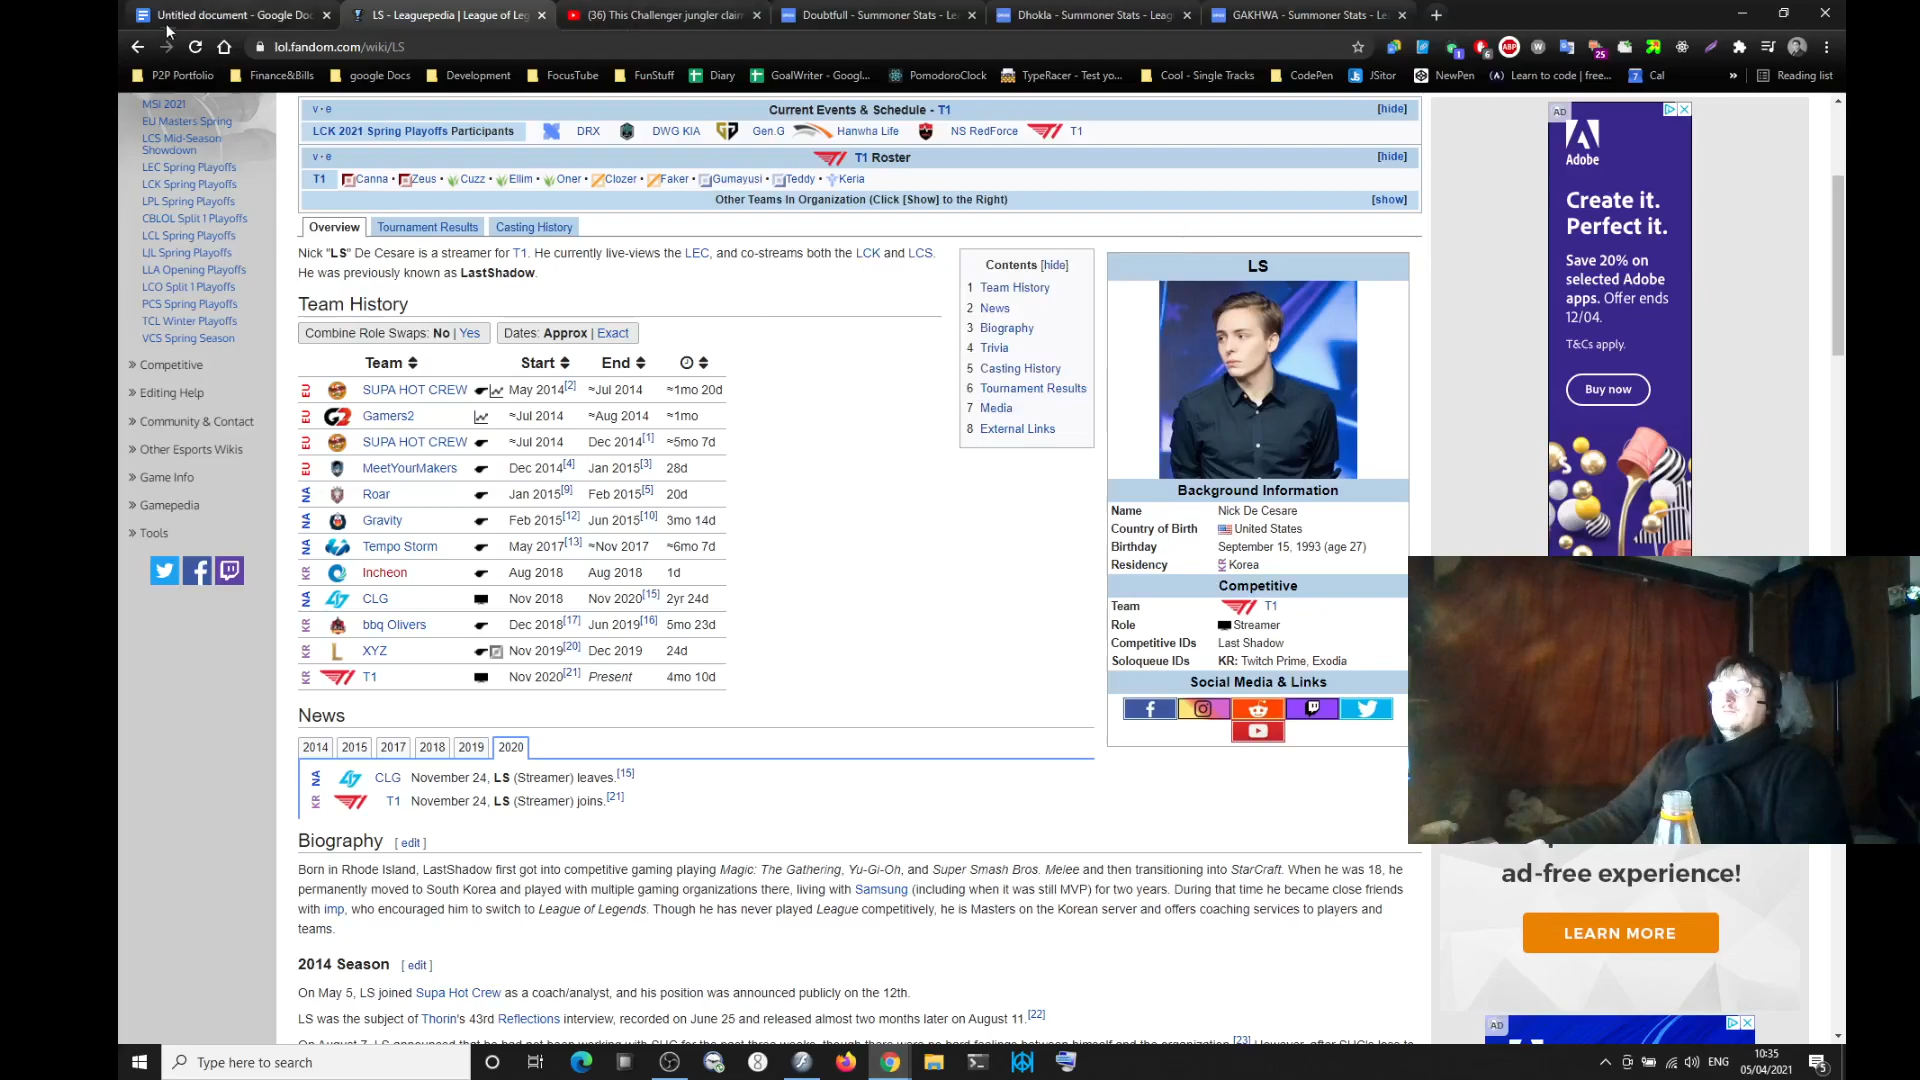 Untitled document - Google Doc
LS - Leaguepedia | League of Leg
(36) This Challenger jungler clai
Doubtfull - Summoner Stats - Le
Dhokla - Summoner Stats - Leag
GAKHWA - Summoner Stats - Le
lol.fandom.com/wiki/LS
P2P Portfolio
Finance&Bills
google Docs
Development
FocusTube
FunStuff
Diary
GoalWriter - Googl...
PomodoroClock
TypeRacer - Test yo...
Cool - Single Tracks
CodePen
JSitor
NewPen
Learn to code | free...
Cal
»
Reading list
MSI 2021
EU Masters Spring
LCS Mid-Season
Showdown
LEC Spring Playoffs
LCK Spring Playoffs
LPL Spring Playoffs
CBLOL Split 1 Playoffs
LCL Spring Playoffs
LJL Spring Playoffs
LLA Opening Playoffs
LCO Split 1 Playoffs
PCS Spring Playoffs
TCL Winter Playoffs
VCS Spring Season
» Competitive
» Editing Help
» Community & Contact
» Other Esports Wikis
» Game Info
» Gamepedia
» Tools
v · e Current Events & Schedule - T1 [hide]
LCK 2021 Spring Playoffs Participants DRX DWG KIA Gen.G Hanwha Life NS RedForce T1
v · e T1 Roster [hide]
T1 Canna • Zeus • Cuzz • Ellim • Oner • Clozer • Faker • Gumayusi • Teddy • Keria
Other Teams In Organization (Click [Show] to the Right) [show]
Overview Tournament Results Casting History
Nick "LS" De Cesare is a streamer for T1. He currently live-views the LEC, and co-streams both the LCK and LCS.
He was previously known as LastShadow.
Team History
Combine Role Swaps: No | Yes Dates: Approx | Exact
Team Start End
EU SUPA HOT CREW May 2014[2] ≈Jul 2014 ≈1mo 20d
EU G2 Gamers2 ≈Jul 2014 ≈Aug 2014 ≈1mo
EU SUPA HOT CREW ≈Jul 2014 Dec 2014[1] ≈5mo 7d
EU MeetYourMakers Dec 2014[4] Jan 2015[3] 28d
NA Roar Jan 2015[9] Feb 2015[5] 20d
NA Gravity Feb 2015[12] Jun 2015[10] 3mo 14d
NA Tempo Storm May 2017[13] ≈Nov 2017 ≈6mo 7d
KR Incheon Aug 2018 Aug 2018 1d
NA CLG Nov 2018 Nov 2020[15] 2yr 24d
KR bbq Olivers Dec 2018[17] Jun 2019[16] 5mo 23d
KR XYZ Nov 2019[20] Dec 2019 24d
KR T1 Nov 2020[21] Present 4mo 10d
Contents [hide]
1 Team History
2 News
3 Biography
4 Trivia
5 Casting History
6 Tournament Results
7 Media
8 External Links
LS
Background Information
Name Nick De Cesare
Country of Birth United States
Birthday September 15, 1993 (age 27)
Residency KR Korea
Competitive
Team T1
Role Streamer
Competitive IDs Last Shadow
Soloqueue IDs KR: Twitch Prime, Exodia
Social Media & Links
News
2014 2015 2017 2018 2019 2020
NA CLG November 24, LS (Streamer) leaves.[15]
KR T1 November 24, LS (Streamer) joins.[21]
Biography [ edit ]
Born in Rhode Island, LastShadow first got into competitive gaming playing Magic: The Gathering, Yu-Gi-Oh, and Super Smash Bros. Melee and then transitioning into StarCraft. When he was 18, he
permanently moved to South Korea and played with multiple gaming organizations there, living with Samsung (including when it was still MVP) for two years. During that time he became close friends
with imp, who encouraged him to switch to League of Legends. Though he has never played League competitively, he is Masters on the Korean server and offers coaching services to players and
teams.
2014 Season [ edit ]
On May 5, LS joined Supa Hot Crew as a coach/analyst, and his position was announced publicly on the 12th.
LS was the subject of Thorin's 43rd Reflections interview, recorded on June 25 and released almost two months later on August 11.[22]
AD
Adobe
Create it.
Perfect it.
Save 20% on
selected Adobe
apps. Offer ends
12/04.
T&Cs apply.
Buy now
ad-free experience!
LEARN MORE
AD
Type here to search
ENG
10:35
05/04/2021